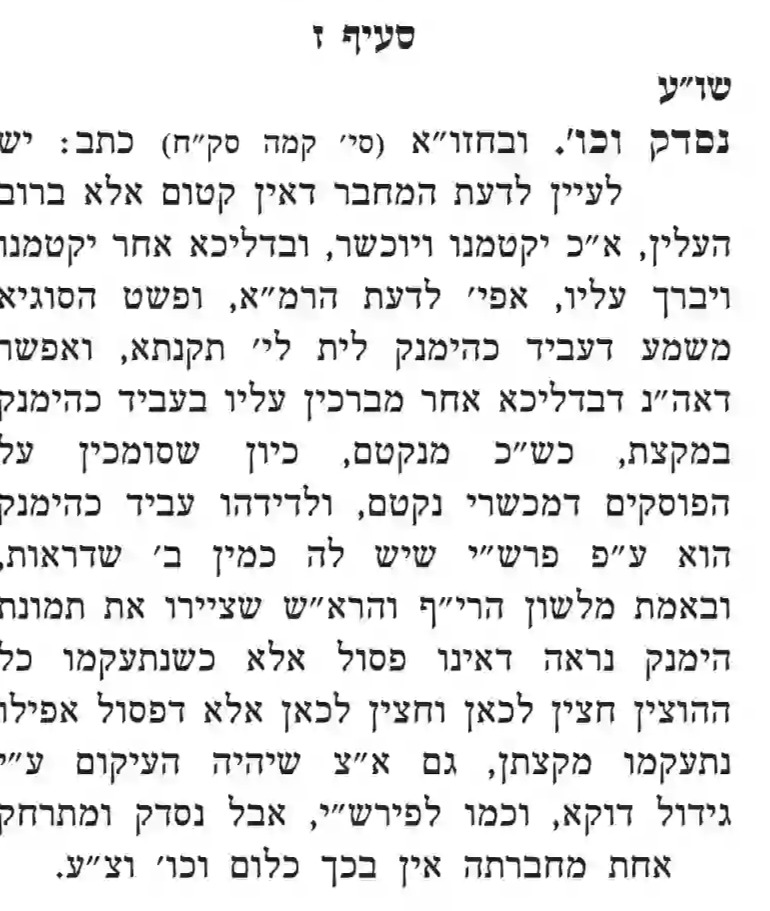 סעיף ז
שו״ע
נסדק וכו׳. ובחזו״א (סי׳ קמה סק״ח) כתב: יש
לעיין לדעת המחבר דאין קטום אלא ברוב
העלין, א״כ יקטמנו ויוכשר, ובדליכא אחר יקטמנו
ויברך עליו, אפי׳ לדעת הרמ״א, ופשט הסוגיא
משמע דעביד כהימנק לית לי׳ תקנתא, ואפשר
דאה״נ דבדליכא אחר מברכין עליו בעביד כהימנק
במקצת, כש״כ מנקטם, כיון שסומכין על
הפוסקים דמכשרי נקטם, ולדידהו עביד כהימנק
הוא ע״פ פרש״י שיש לה כמין ב׳ שדראות,
ובאמת מלשון הרי״ף והרא״ש שציירו את תמונת
הימנק נראה דאינו פסול אלא כשנתעקמו כל
ההוצין חצין לכאן וחצין לכאן אלא דפסול אפילו
נתעקמו מקצתן, גם א״צ שיהיה העיקום ע״י
גידול דוקא, וכמו לפירש״י, אבל נסדק ומתרחק
אחת מחברתה אין בכך כלום וכו׳ וצ״ע.